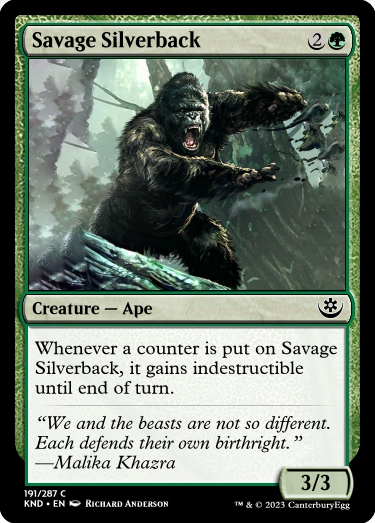 Savage Silverback 2
Creature — Ape
Whenever a counter is put on Savage
Silverback, it gains indestructible
until end of turn.
“We and the beasts are not so different.
Each defends their own birthright.”
—Malika Khazra
3/3
191/287 C
KND • EN Richard Anderson
™ & © 2023 CanterburyEgg